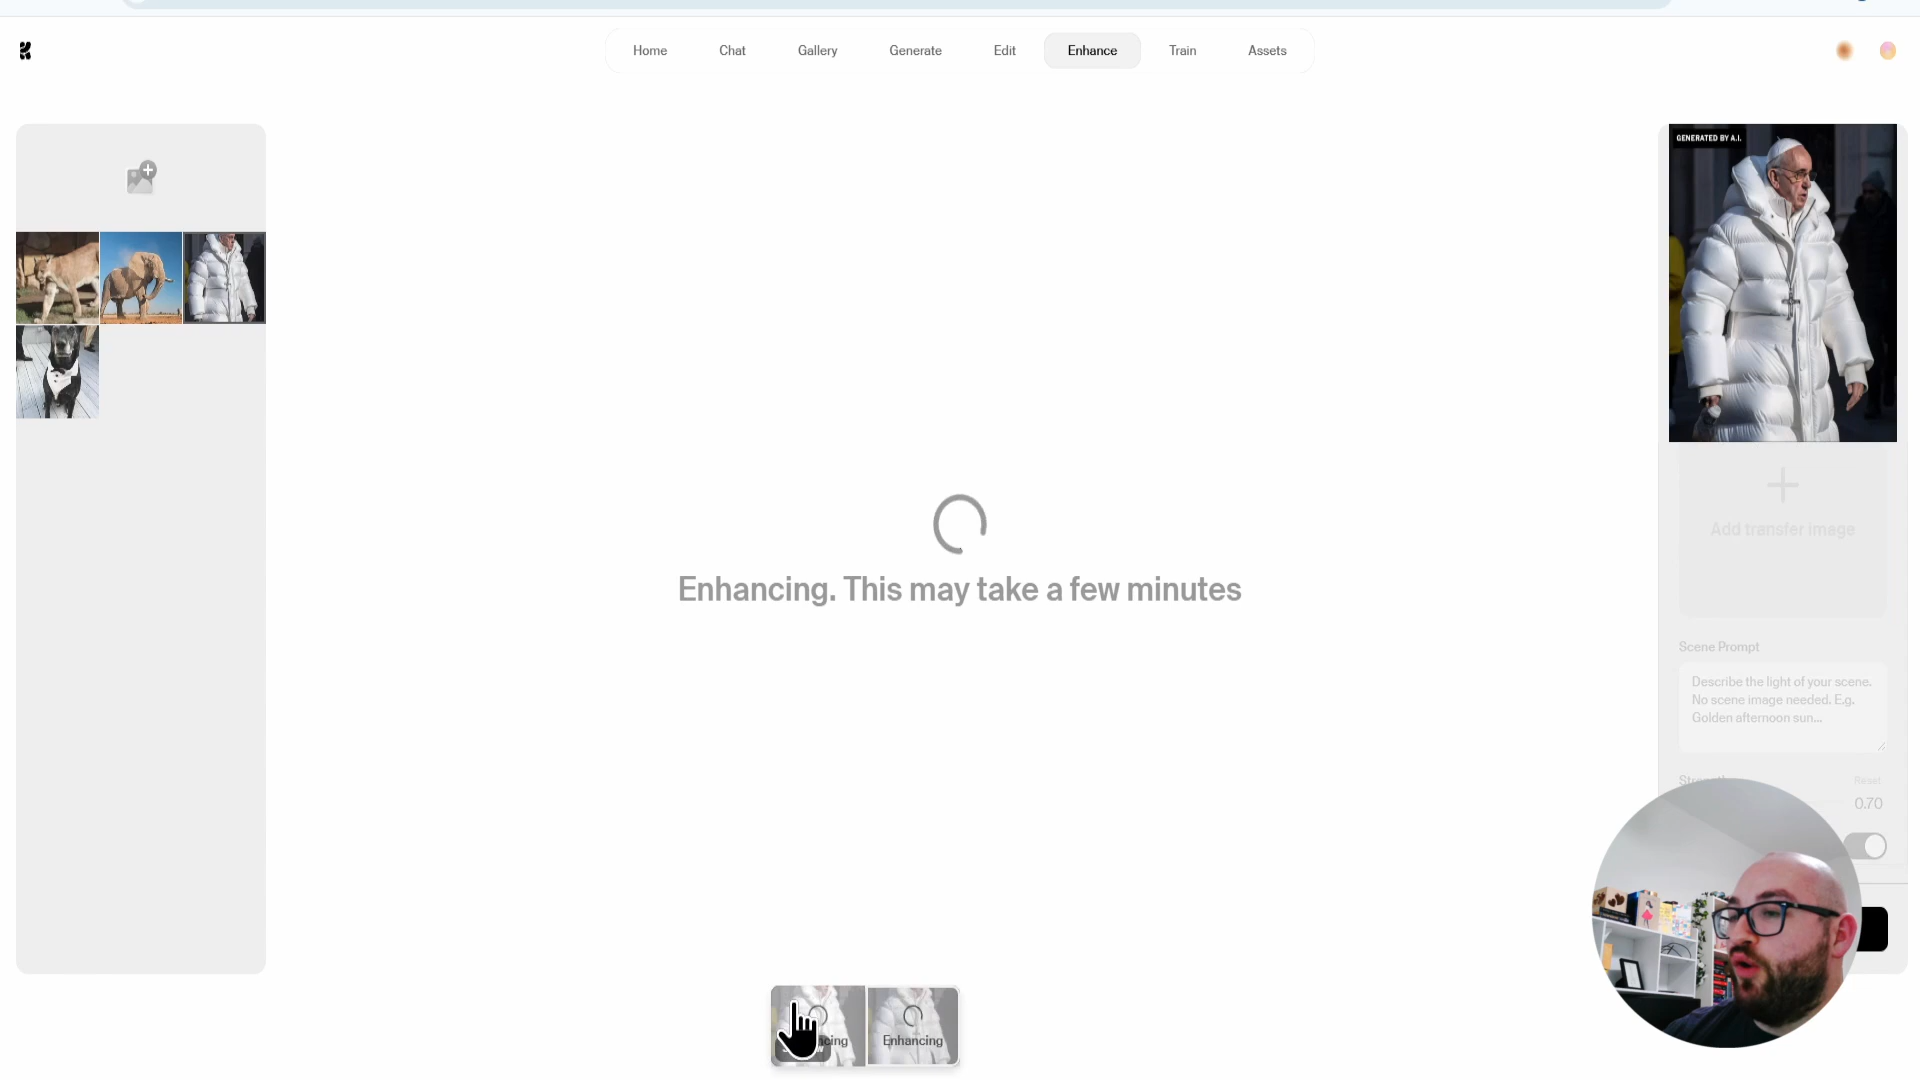 Home Chat Gallery Generate Edit Enhance Train Assets
GENERATED BY A.I.
Add transfer image
Enhancing. This may take a few minutes
Scene Prompt
Describe the light of your scene.
No scene image needed. E.g.
Golden afternoon sun...
Reset
0.70
Enhancing